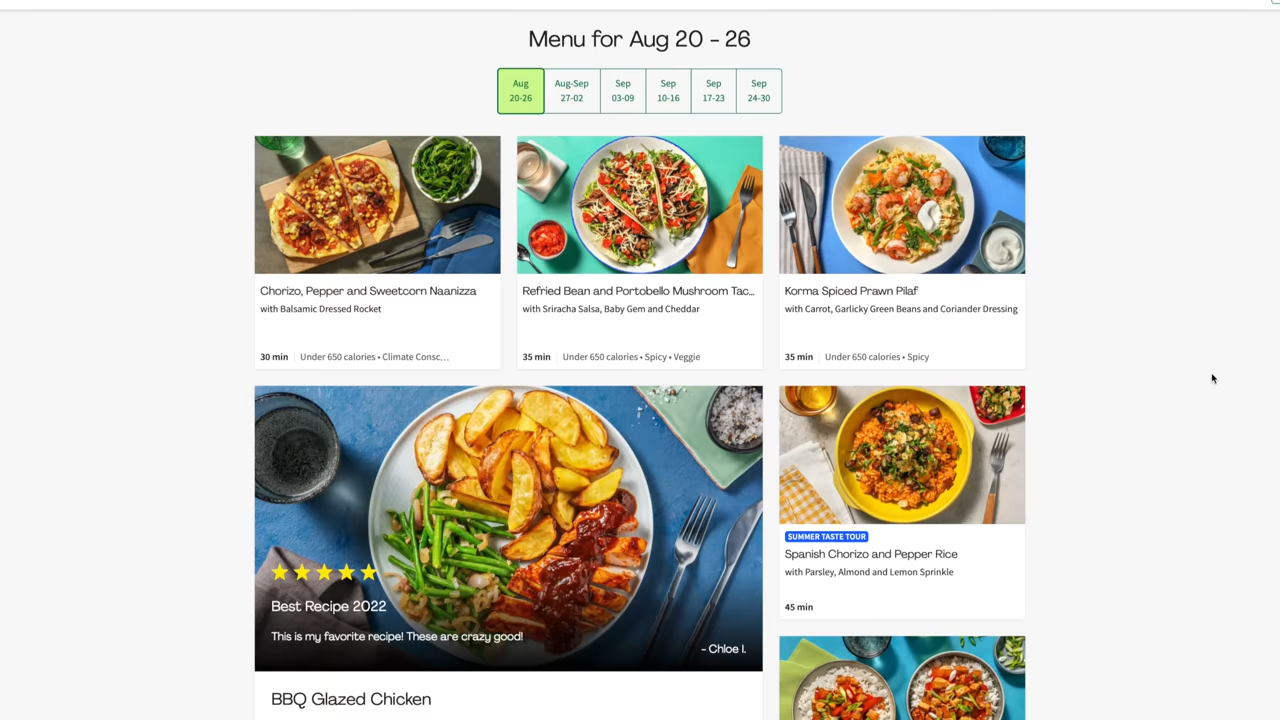 Menu for Aug 20 - 26
Aug
20-26
Aug-Sep
27-02
Sep
03-09
Sep
10-16
Sep
17-23
Sep
24-30
Chorizo, Pepper and Sweetcorn Naanizza
with Balsamic Dressed Rocket
30 min Under 650 calories • Climate Consc...
Refried Bean and Portobello Mushroom Tac...
with Sriracha Salsa, Baby Gem and Cheddar
35 min Under 650 calories • Spicy • Veggie
Korma Spiced Prawn Pilaf
with Carrot, Garlicky Green Beans and Coriander Dressing
35 min Under 650 calories • Spicy
Best Recipe 2022
This is my favorite recipe! These are crazy good!
- Chloe I.
BBQ Glazed Chicken
SUMMER TASTE TOUR
Spanish Chorizo and Pepper Rice
with Parsley, Almond and Lemon Sprinkle
45 min